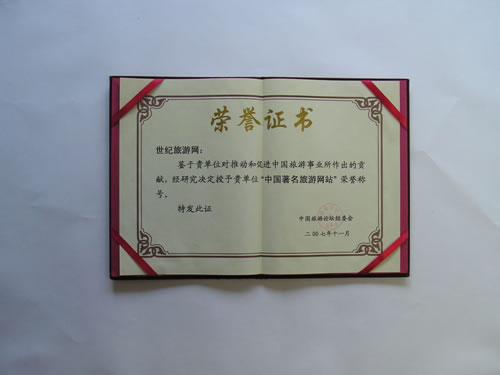 荣誉证书
世纪旅游网：
鉴于贵单位对推动和促进中国旅游事业所作出的贡
献，经研究决定授予贵单位“中国著名旅游网站”荣誉称
号。
特发此证
中国旅游论坛组委会
二00七年十一月